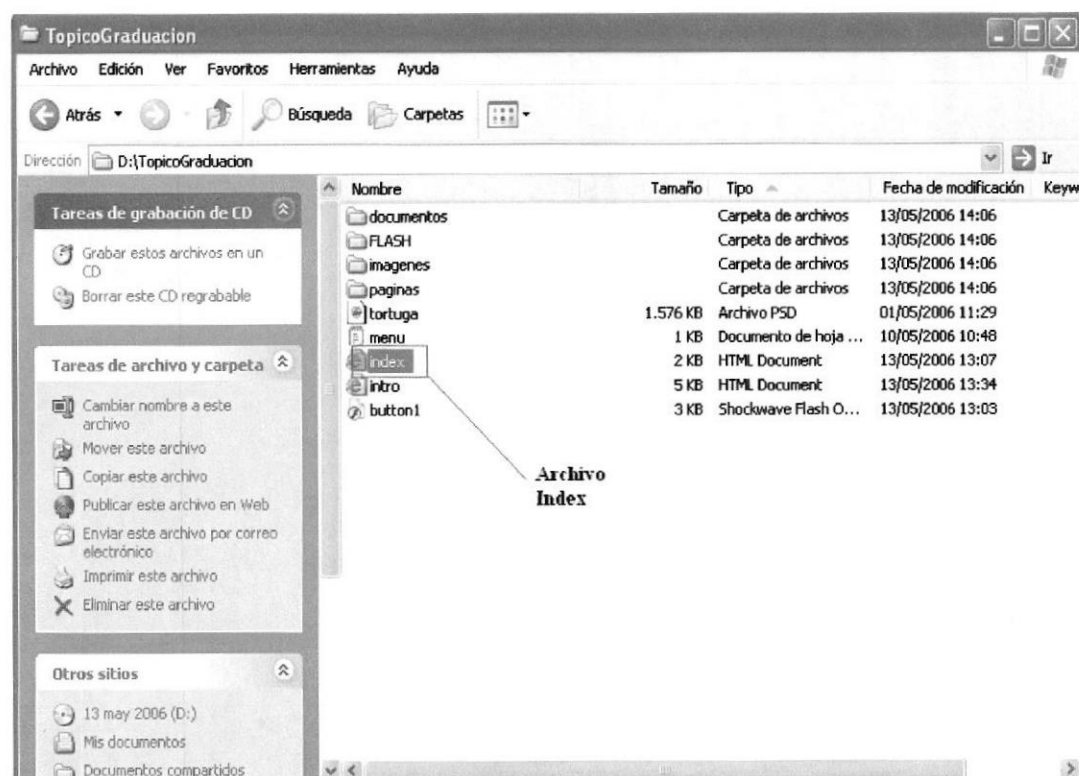 TopicoGraduacion
Archivo Edición Ver Favoritos Herramientas Ayuda
Atrás Búsqueda Carpetas
Dirección D:\TopicoGraduacion Ir
Tareas de grabación de CD
Grabar estos archivos en un
CD
Borrar este CD regrabable
Tareas de archivo y carpeta
Cambiar nombre a este
archivo
Mover este archivo
Copiar este archivo
Publicar este archivo en Web
Enviar este archivo por correo
electrónico
Imprimir este archivo
Eliminar este archivo
Otros sitios
13 may 2006 (D:)
Mis documentos
Documentos compartidos
Nombre Tamaño Tipo Fecha de modificación Keyw
documentos Carpeta de archivos 13/05/2006 14:06
FLASH Carpeta de archivos 13/05/2006 14:06
imagenes Carpeta de archivos 13/05/2006 14:06
paginas Carpeta de archivos 13/05/2006 14:06
tortuga 1.576 KB Archivo PSD 01/05/2006 11:29
menu 1 KB Documento de hoja ... 10/05/2006 10:48
index 2 KB HTML Document 13/05/2006 13:07
intro 5 KB HTML Document 13/05/2006 13:34
button1 3 KB Shockwave Flash O... 13/05/2006 13:03
Archivo
Index